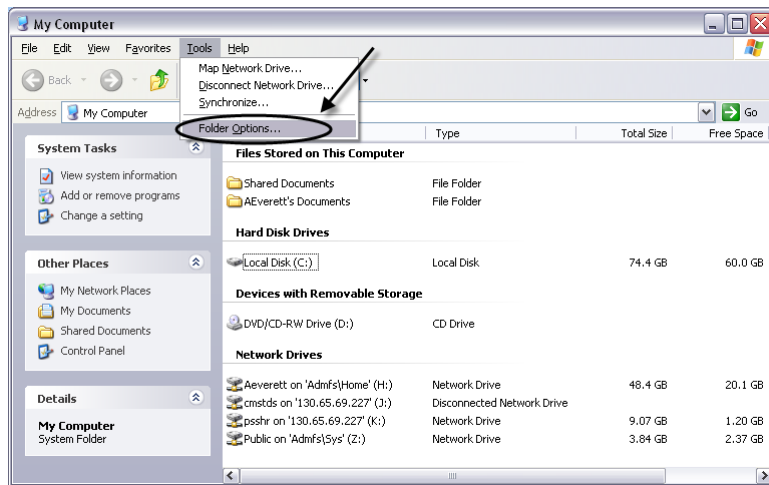 My Computer
File Edit View Favorites Tools Help
Map Network Drive...
Disconnect Network Drive...
Synchronize...
Folder Options...
Back
Address My Computer Go
Type Total Size Free Space
System Tasks
View system information
Add or remove programs
Change a setting
Other Places
My Network Places
My Documents
Shared Documents
Control Panel
Details
My Computer
System Folder
Files Stored on This Computer
Shared Documents File Folder
AEverett's Documents File Folder
Hard Disk Drives
Local Disk (C:) Local Disk 74.4 GB 60.0 GB
Devices with Removable Storage
DVD/CD-RW Drive (D:) CD Drive
Network Drives
Aeverett on 'Admfs\Home' (H:) Network Drive 48.4 GB 20.1 GB
cmstds on '130.65.69.227' (J:) Disconnected Network Drive
psshr on '130.65.69.227' (K:) Network Drive 9.07 GB 1.20 GB
Public on 'Admfs\Sys' (Z:) Network Drive 3.84 GB 2.37 GB